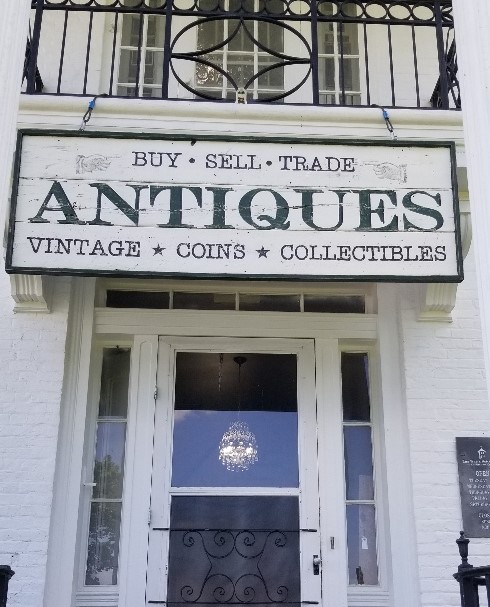 BUY • SELL • TRADE
ANTIQUES
VINTAGE ★ COINS ★ COLLECTIBLES